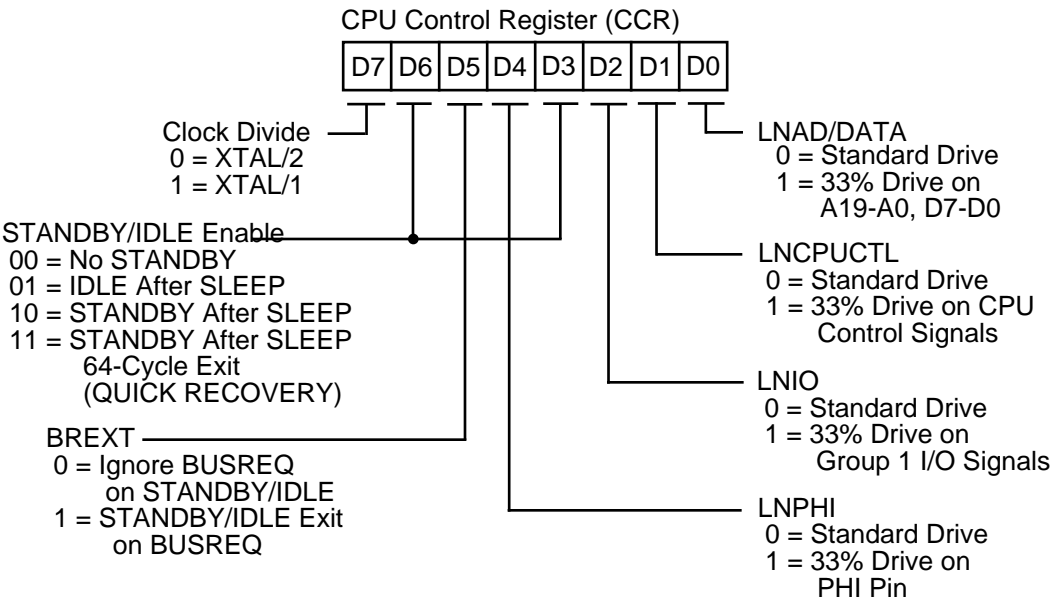 CPU Control Register (CCR)
D7 D6 D5 D4 D3 D2 D1 D0
Clock Divide
0 = XTAL/2
1 = XTAL/1
STANDBY/IDLE Enable
00 = No STANDBY
01 = IDLE After SLEEP
10 = STANDBY After SLEEP
11 = STANDBY After SLEEP
64-Cycle Exit
(QUICK RECOVERY)
BREXT
0 = Ignore BUSREQ
on STANDBY/IDLE
1 = STANDBY/IDLE Exit
on BUSREQ
LNAD/DATA
0 = Standard Drive
1 = 33% Drive on
A19-A0, D7-D0
LNCPUCTL
0 = Standard Drive
1 = 33% Drive on CPU
Control Signals
LNIO
0 = Standard Drive
1 = 33% Drive on
Group 1 I/O Signals
LNPHI
0 = Standard Drive
1 = 33% Drive on
PHI Pin